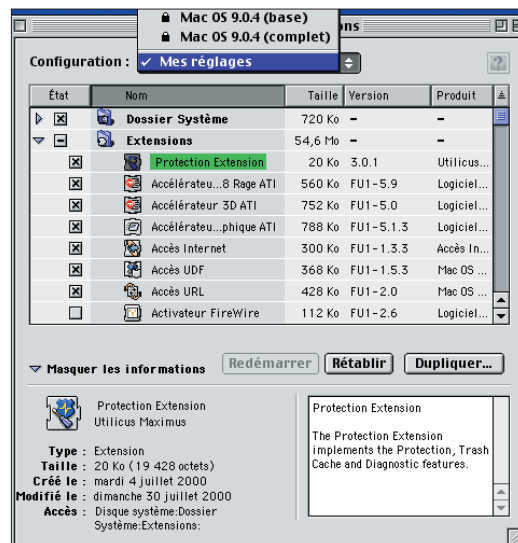 Mac OS 9.0.4 (base)
Mac OS 9.0.4 (complet)
ns
Configuration : ✓ Mes réglages
?
État Nom Taille Version Produit
Dossier Système 720 Ko - -
Extensions 54,6 Mo - -
Protection Extension 20 Ko 3.0.1 Utilicus...
Accélérateu...8 Rage ATI 560 Ko FU1-5.9 Logiciel...
Accélérateur 3D ATI 752 Ko FU1-5.0 Logiciel...
Accélérateu...phique ATI 788 Ko FU1-5.1.3 Logiciel...
Accès Internet 300 Ko FU1-1.3.3 Accès In...
Accès UDF 368 Ko FU1-1.5.3 Mac OS ...
Accès URL 428 Ko FU1-2.0 Mac OS ...
Activateur FireWire 112 Ko FU1-2.6 Logiciel...
Masquer les informations Redémarrer Rétablir Dupliquer...
Protection Extension
Utilicus Maximus
Type : Extension
Taille : 20 Ko (19 428 octets)
Créé le : mardi 4 juillet 2000
Modifié le : dimanche 30 juillet 2000
Accès : Disque système:Dossier
Système:Extensions:
Protection Extension
The Protection Extension
implements the Protection, Trash
Cache and Diagnostic features.